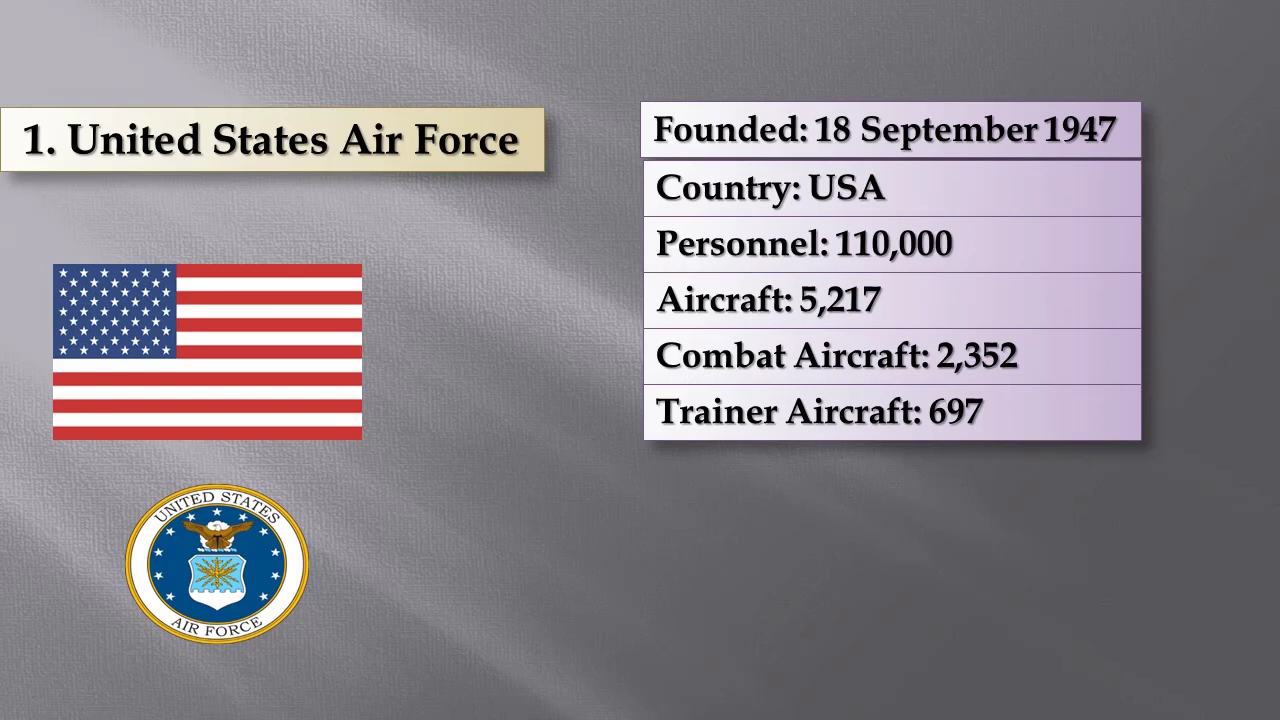 1. United States Air Force
Founded: 18 September 1947
Country: USA
Personnel: 110,000
Aircraft: 5,217
Combat Aircraft: 2,352
Trainer Aircraft: 697
UNITED STATES
AIR FORCE